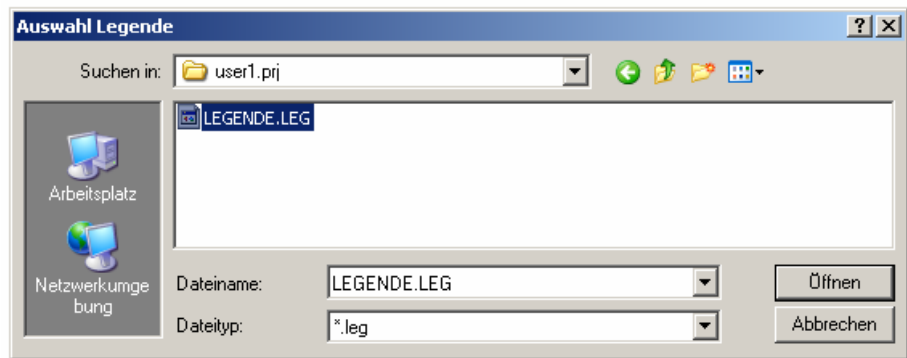 Auswahl Legende
Suchen in:
user1.prj
LEGENDE.LEG
Arbeitsplatz
Netzwerkumge
bung
Dateiname:
LEGENDE.LEG
Öffnen
Dateityp:
*.leg
Abbrechen